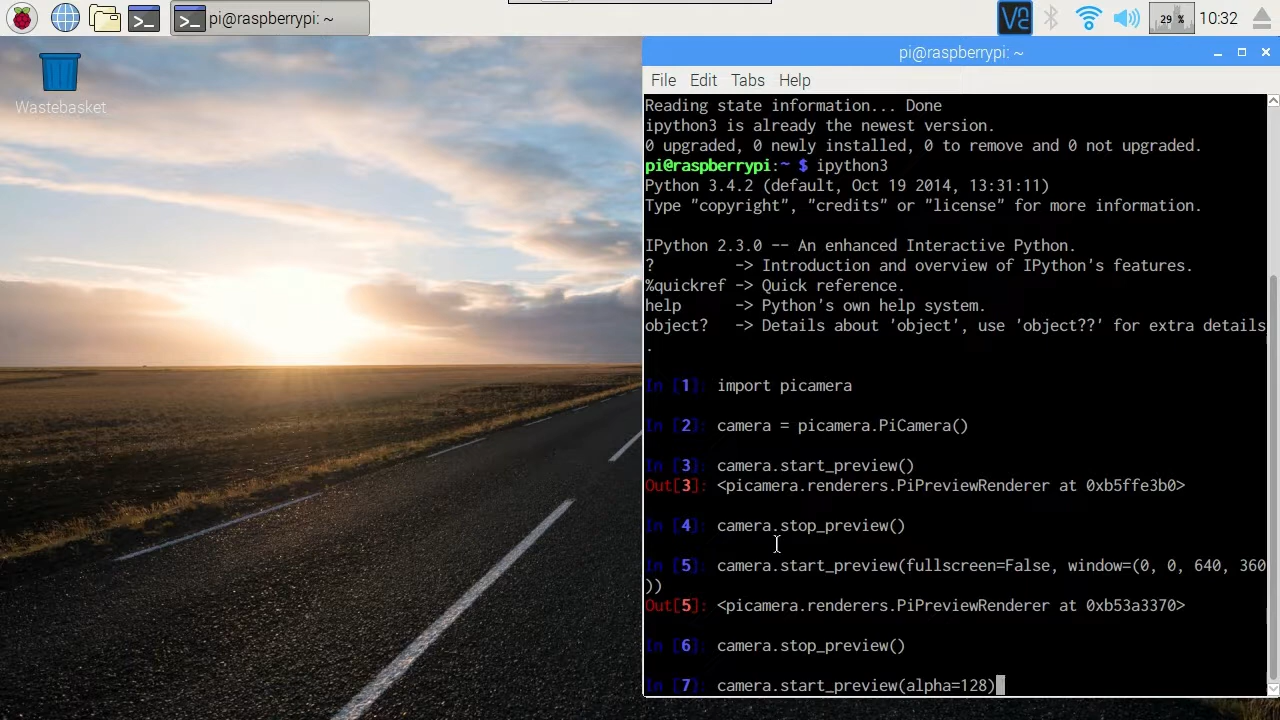 pi@raspberrypi: ~
29 %
10:32
Wastebasket
pi@raspberrypi: ~
File Edit Tabs Help
Reading state information... Done
ipython3 is already the newest version.
0 upgraded, 0 newly installed, 0 to remove and 0 not upgraded.
pi@raspberrypi:~ $ ipython3
Python 3.4.2 (default, Oct 19 2014, 13:31:11)
Type "copyright", "credits" or "license" for more information.
IPython 2.3.0 -- An enhanced Interactive Python.
? -> Introduction and overview of IPython's features.
%quickref -> Quick reference.
help -> Python's own help system.
object? -> Details about 'object', use 'object??' for extra details
.
In [1]: import picamera
In [2]: camera = picamera.PiCamera()
In [3]: camera.start_preview()
Out[3]: <picamera.renderers.PiPreviewRenderer at 0xb5ffe3b0>
In [4]: camera.stop_preview()
In [5]: camera.start_preview(fullscreen=False, window=(0, 0, 640, 360
))
Out[5]: <picamera.renderers.PiPreviewRenderer at 0xb53a3370>
In [6]: camera.stop_preview()
In [7]: camera.start_preview(alpha=128)